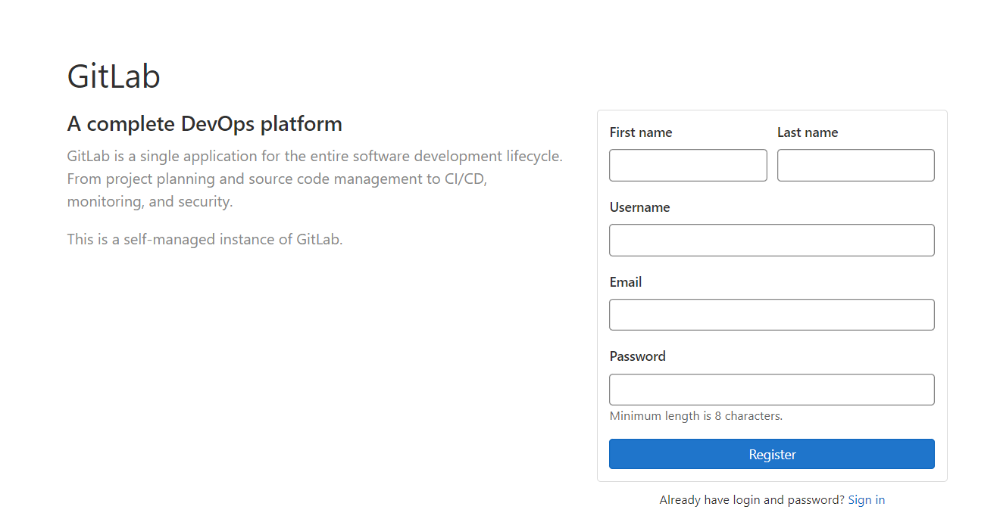 GitLab
A complete DevOps platform
GitLab is a single application for the entire software development lifecycle.
From project planning and source code management to CI/CD,
monitoring, and security.
This is a self-managed instance of GitLab.
First name Last name
Username
Email
Password
Minimum length is 8 characters.
Register
Already have login and password? Sign in